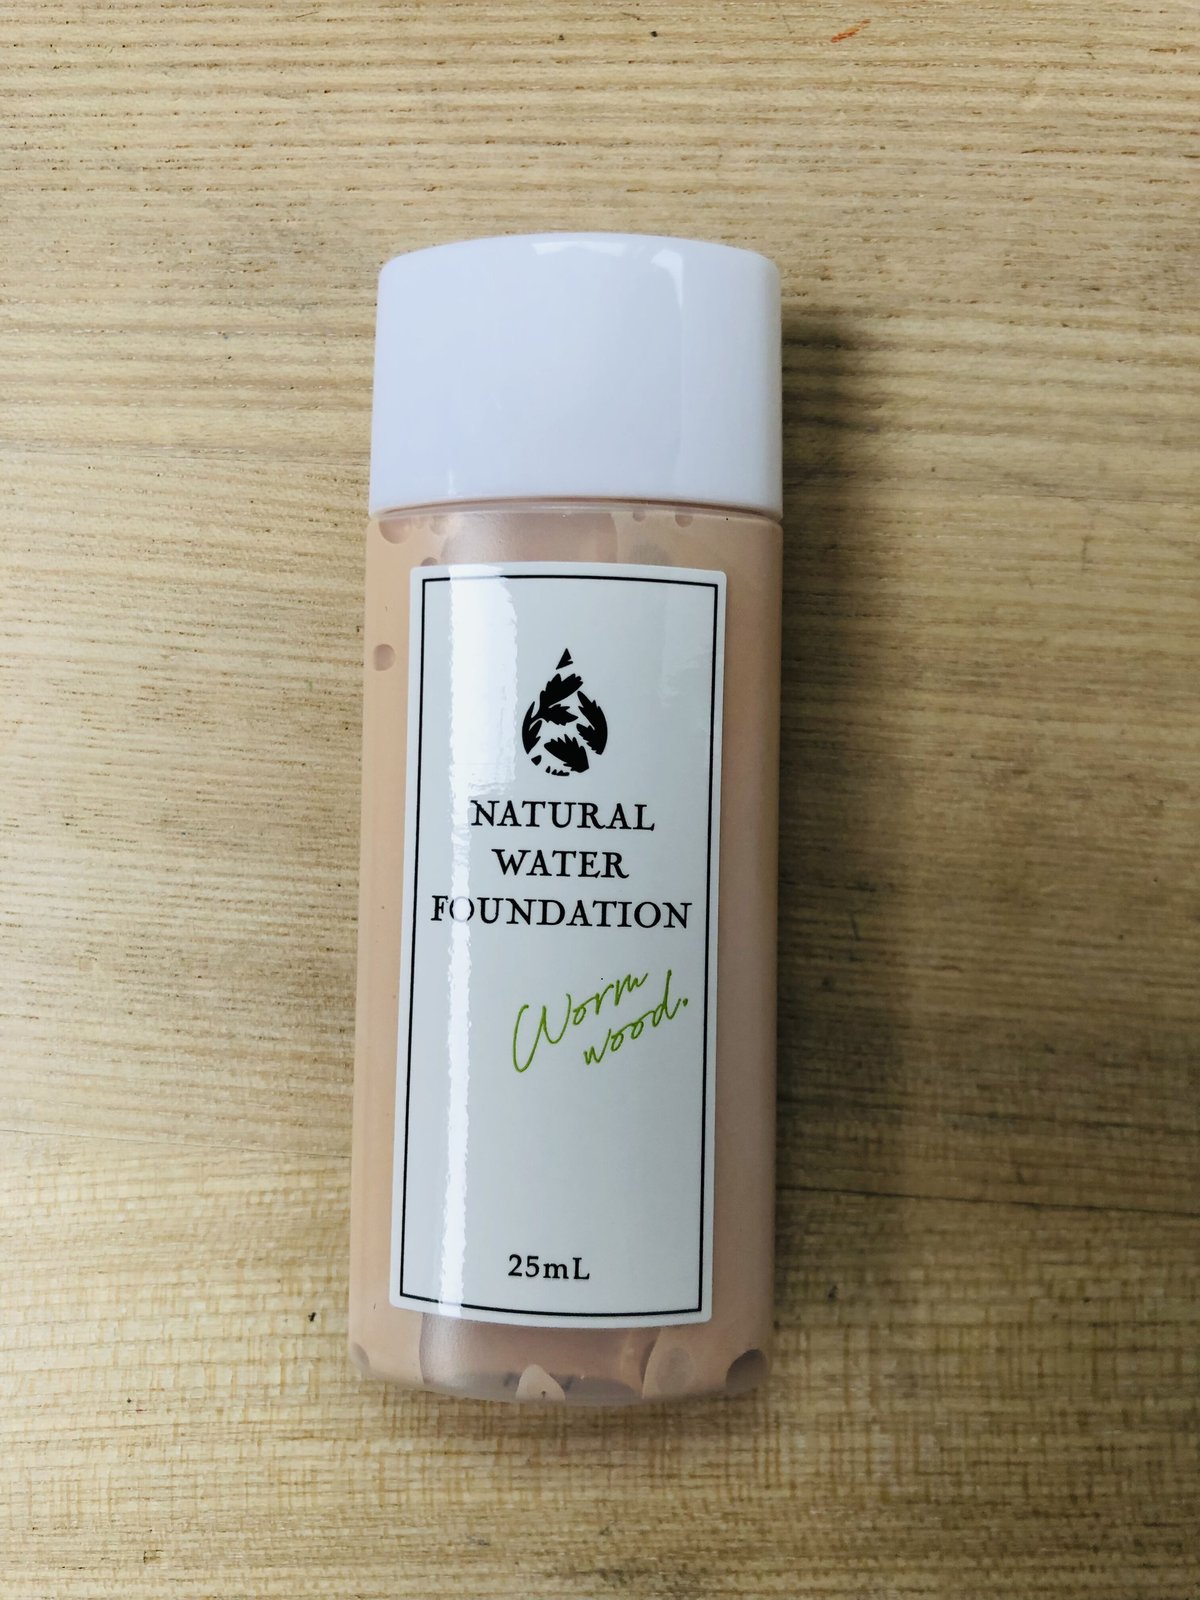 NATURAL
WATER
FOUNDATION
Worm
wood.
25mL